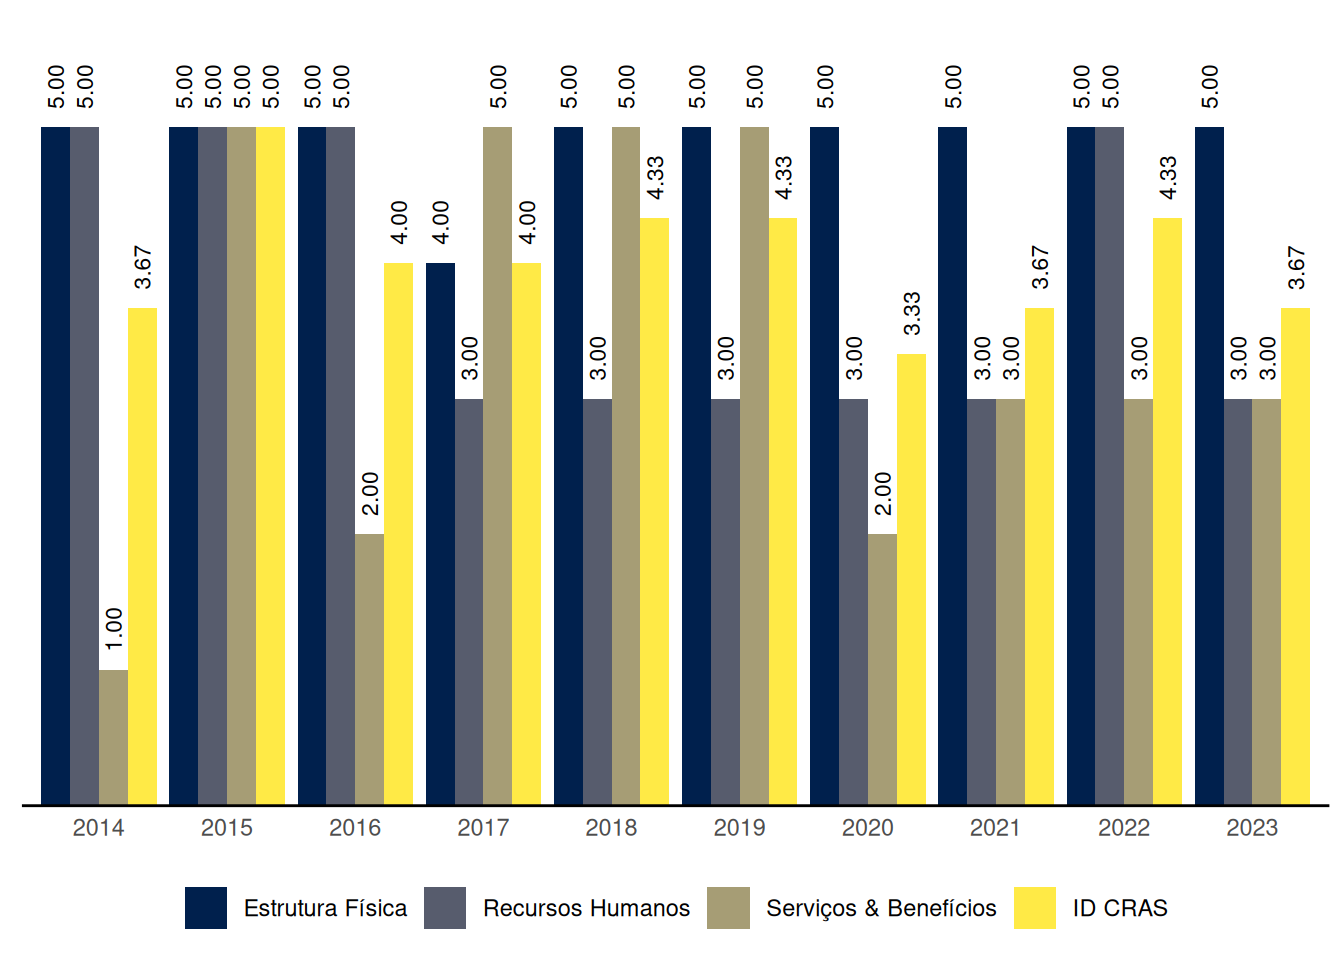 5.00 5.00 1.00 3.67
5.00 5.00 5.00 5.00
5.00 5.00 2.00 4.00
4.00 3.00 5.00 4.00
5.00 3.00 5.00 4.33
5.00 3.00 5.00 4.33
5.00 3.00 2.00 3.33
5.00 3.00 3.00 3.67
5.00 5.00 3.00 4.33
5.00 3.00 3.00 3.67
2014 2015 2016 2017 2018 2019 2020 2021 2022 2023
Estrutura Física Recursos Humanos Serviços & Benefícios ID CRAS